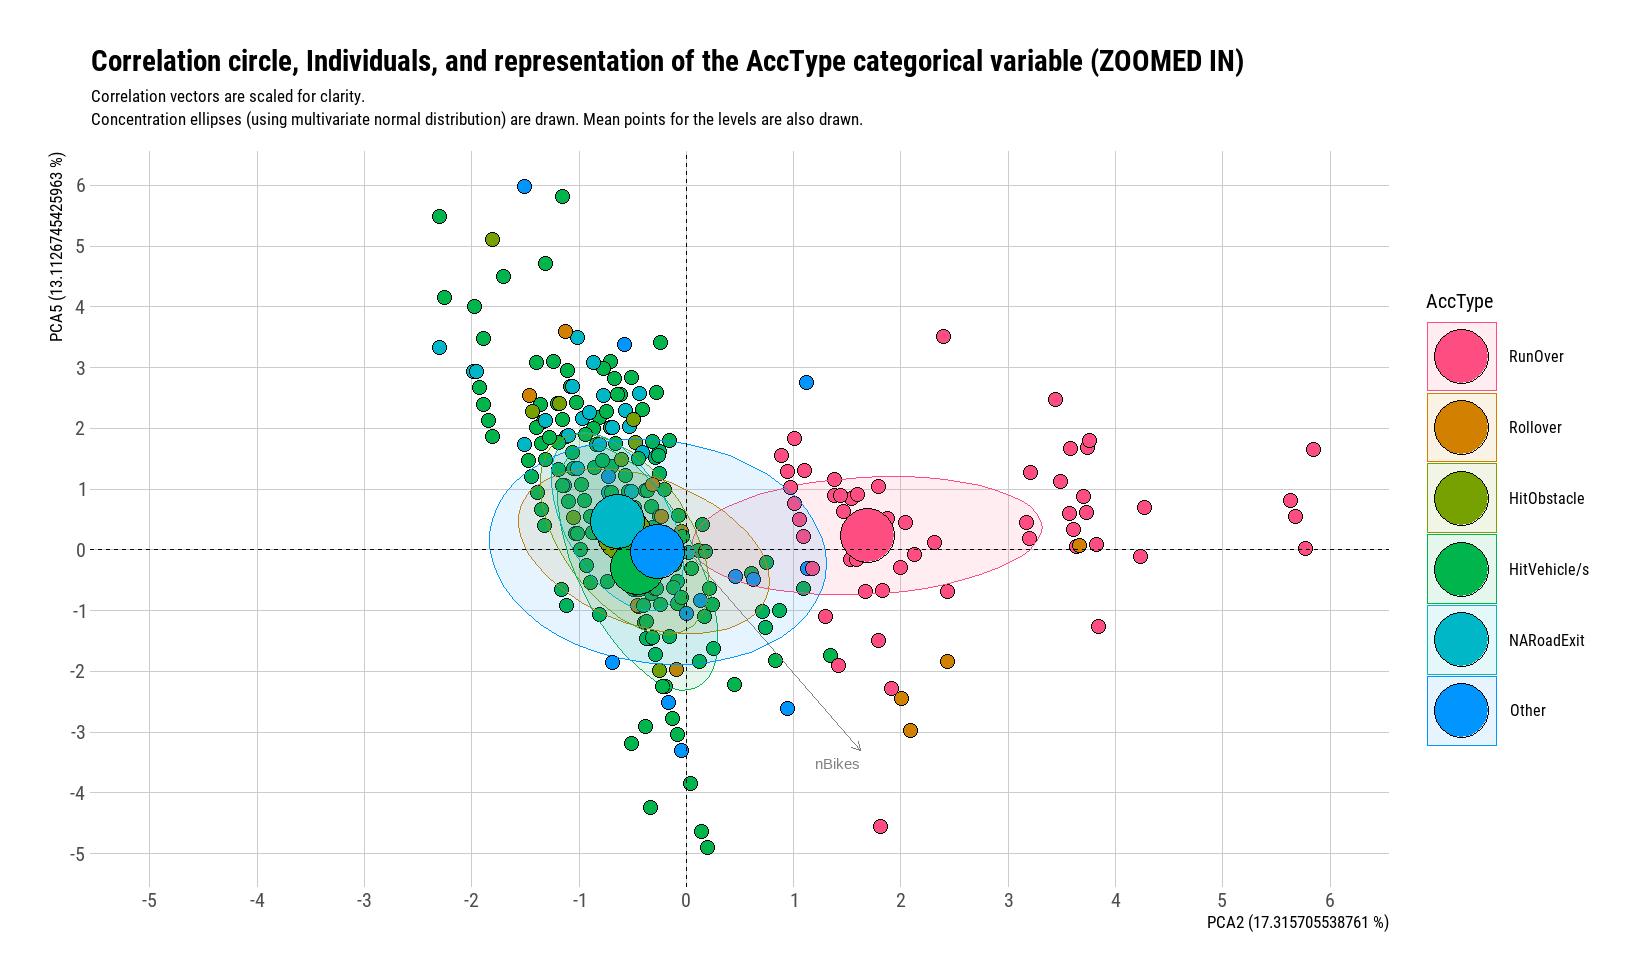 Correlation circle, Individuals, and representation of the AccType categorical variable (ZOOMED IN)
Correlation vectors are scaled for clarity.
Concentration ellipses (using multivariate normal distribution) are drawn. Mean points for the levels are also drawn.
PCA5 (13.1126745425963 %)
6
5
4
3
2
1
0
-1
-2
-3
-4
-5
nBikes
-5 -4 -3 -2 -1 0 1 2 3 4 5 6
PCA2 (17.315705538761 %)
AccType
RunOver
Rollover
HitObstacle
HitVehicle/s
NARoadExit
Other